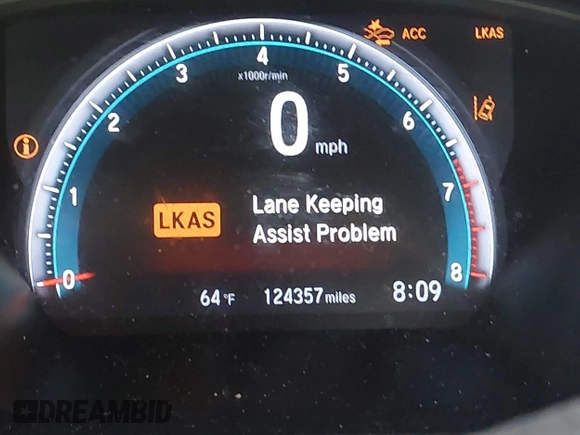 ACC LKAS
4
3 5
x1000r/min
2 6
0 mph
1 7
LKAS Lane Keeping
Assist Problem
0 8
64°F 124357 miles 8:09
DREAMBID